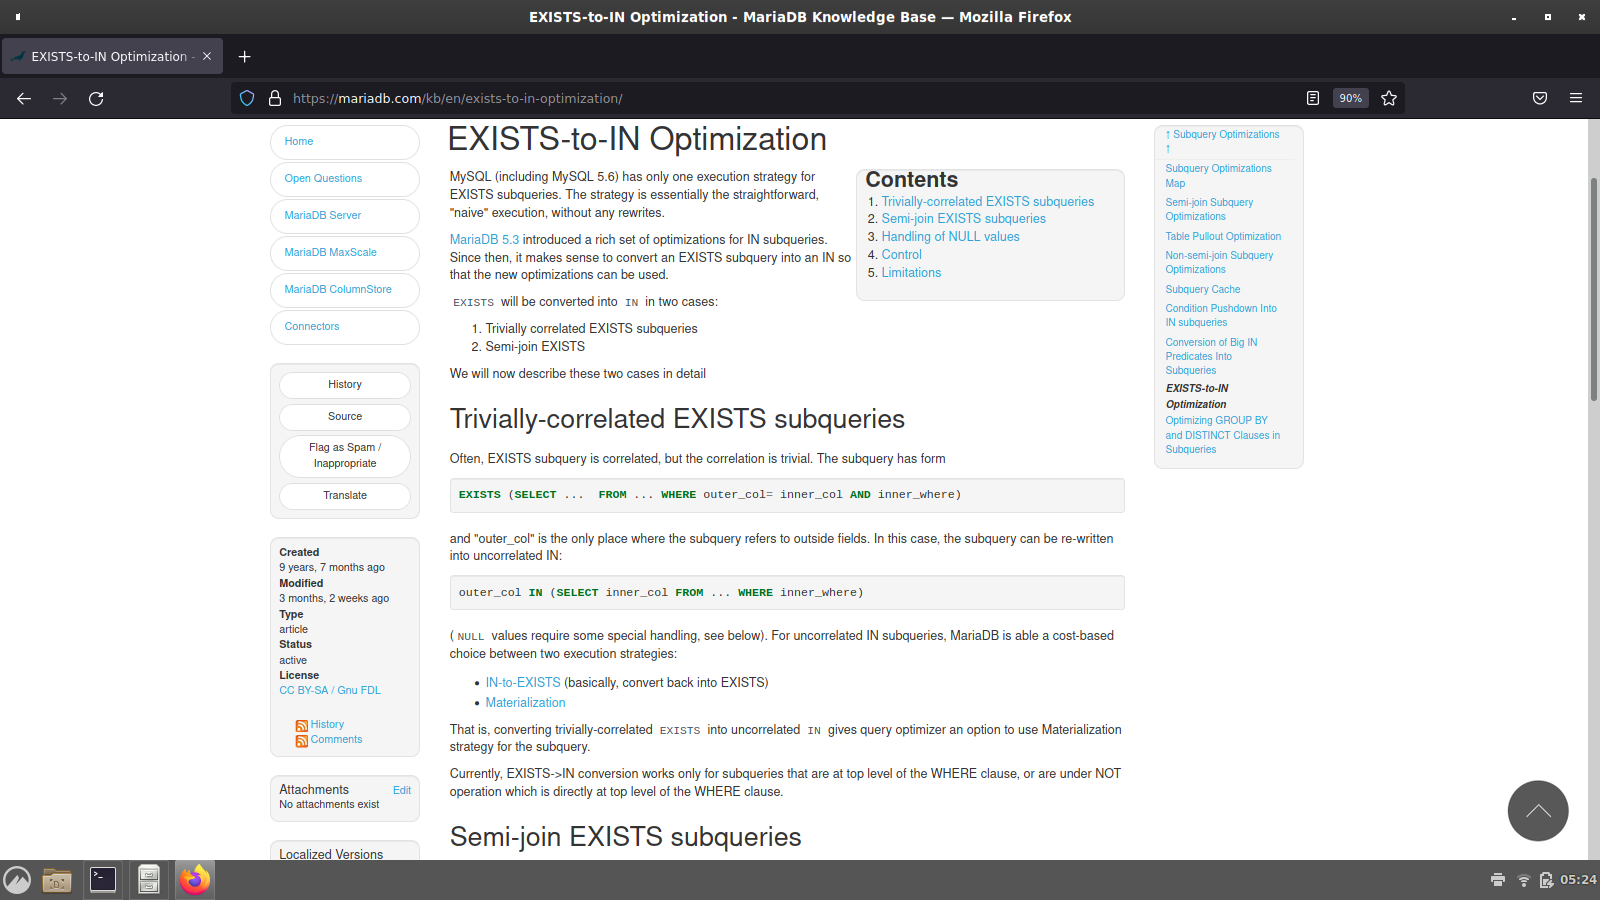 EXISTS-to-IN Optimization - MariaDB Knowledge Base — Mozilla Firefox
EXISTS-to-IN Optimization -
https://mariadb.com/kb/en/exists-to-in-optimization/
90%
Home
Open Questions
MariaDB Server
MariaDB MaxScale
MariaDB ColumnStore
Connectors
History
Source
Flag as Spam /
Inappropriate
Translate
Created
9 years, 7 months ago
Modified
3 months, 2 weeks ago
Type
article
Status
active
License
CC BY-SA / Gnu FDL
History
Comments
Attachments
Edit
No attachments exist
Localized Versions
EXISTS-to-IN Optimization
MySQL (including MySQL 5.6) has only one execution strategy for
EXISTS subqueries. The strategy is essentially the straightforward,
"naive" execution, without any rewrites.
MariaDB 5.3 introduced a rich set of optimizations for IN subqueries.
Since then, it makes sense to convert an EXISTS subquery into an IN so
that the new optimizations can be used.
EXISTS will be converted into IN in two cases:
1. Trivially correlated EXISTS subqueries
2. Semi-join EXISTS
We will now describe these two cases in detail
Contents
1. Trivially-correlated EXISTS subqueries
2. Semi-join EXISTS subqueries
3. Handling of NULL values
4. Control
5. Limitations
Trivially-correlated EXISTS subqueries
Often, EXISTS subquery is correlated, but the correlation is trivial. The subquery has form
EXISTS (SELECT ...  FROM ... WHERE outer_col= inner_col AND inner_where)
and "outer_col" is the only place where the subquery refers to outside fields. In this case, the subquery can be re-written
into uncorrelated IN:
outer_col IN (SELECT inner_col FROM ... WHERE inner_where)
( NULL values require some special handling, see below). For uncorrelated IN subqueries, MariaDB is able a cost-based
choice between two execution strategies:
• IN-to-EXISTS (basically, convert back into EXISTS)
• Materialization
That is, converting trivially-correlated EXISTS into uncorrelated IN gives query optimizer an option to use Materialization
strategy for the subquery.
Currently, EXISTS->IN conversion works only for subqueries that are at top level of the WHERE clause, or are under NOT
operation which is directly at top level of the WHERE clause.
Semi-join EXISTS subqueries
↑ Subquery Optimizations
↑
Subquery Optimizations
Map
Semi-join Subquery
Optimizations
Table Pullout Optimization
Non-semi-join Subquery
Optimizations
Subquery Cache
Condition Pushdown Into
IN subqueries
Conversion of Big IN
Predicates Into
Subqueries
EXISTS-to-IN
Optimization
Optimizing GROUP BY
and DISTINCT Clauses in
Subqueries
05:24